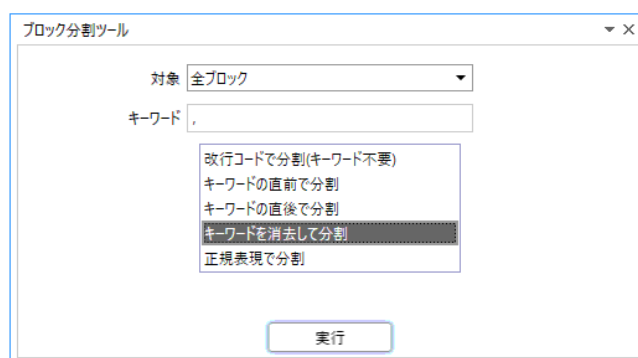 ブロック分割ツール
対象 全ブロック
キーワード ,
改行コードで分割(キーワード不要)
キーワードの直前で分割
キーワードの直後で分割
キーワードを消去して分割
正規表現で分割
実行